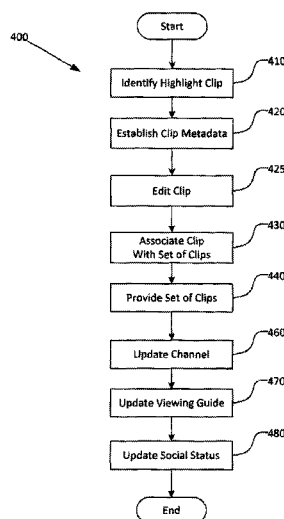 Start
400
Identify Highlight Clip
410
Establish Clip Metadata
420
Edit Clip
425
Associate Clip
With Set of Clips
430
Provide Set of Clips
440
Update Channel
460
Update Viewing Guide
470
Update Social Status
480
End